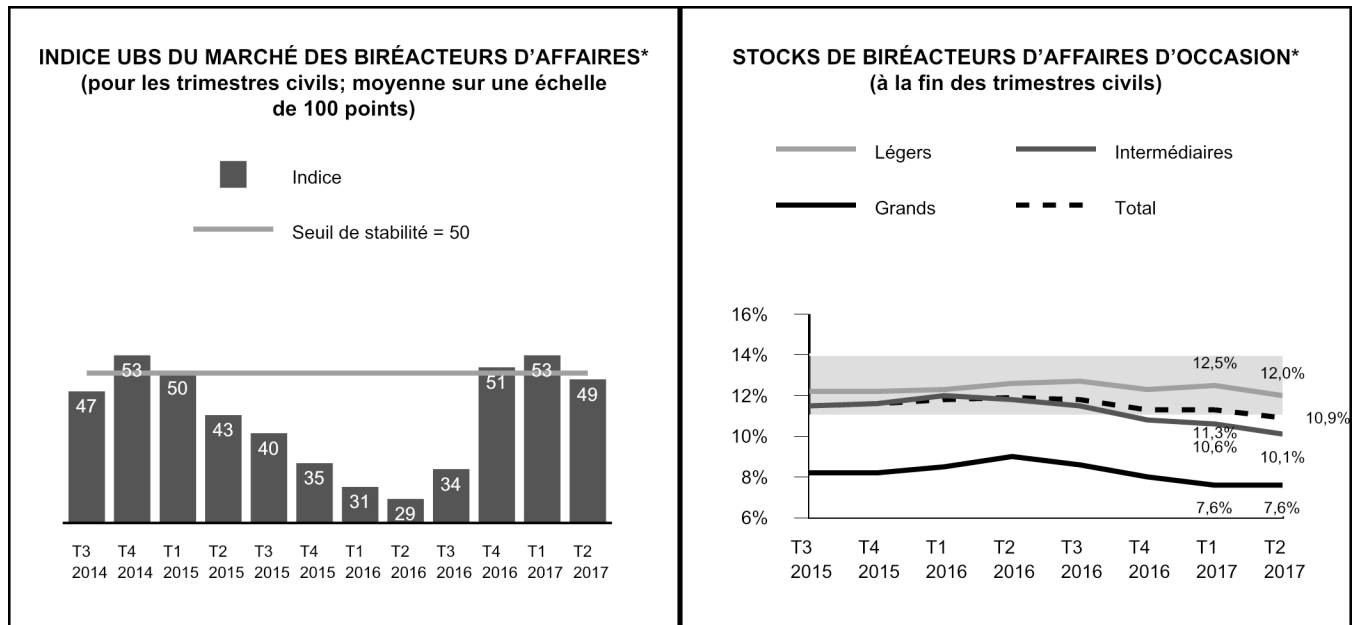 INDICE UBS DU MARCHÉ DES BIRÉACTEURS D’AFFAIRES*
(pour les trimestres civils; moyenne sur une échelle
de 100 points)
Indice
Seuil de stabilité = 50
47
53
50
43
40
35
31
29
34
51
53
49
T3 T4 T1 T2 T3 T4 T1 T2 T3 T4 T1 T2
2014 2014 2015 2015 2015 2015 2016 2016 2016 2016 2017 2017
STOCKS DE BIRÉACTEURS D’AFFAIRES D’OCCASION*
(à la fin des trimestres civils)
Légers
Intermédiaires
Grands
Total
16%
14%
12%
10%
8%
6%
12,5%
12,0%
10,9%
11,3%
10,6%
10,1%
7,6%
7,6%
T3 T4 T1 T2 T3 T4 T1 T2
2015 2015 2016 2016 2016 2016 2017 2017